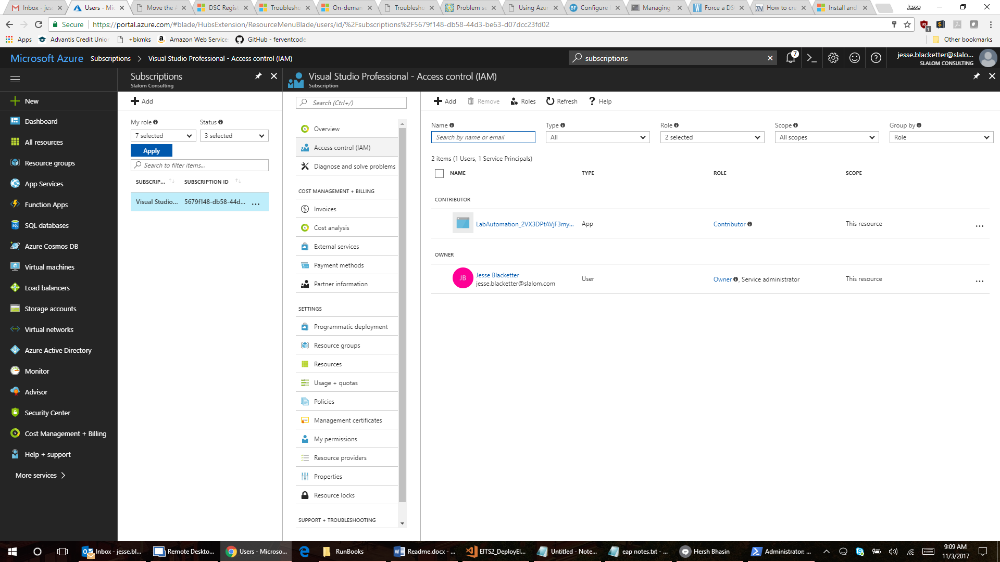 Inbox - jes
Users - Mic
Move the A
DSC Regist
Troublesho
On-deman
Troublesho
Problem se
Using Azur
Configure
Managing
Force a DS
How to cre
Install and
Jesse
Secure
https://portal.azure.com/#blade/HubsExtension/ResourceMenuBlade/users/id/%2Fsubscriptions%2F5679f148-db58-44d3-be63-d07dcc23fd02
Apps
Advantis Credit Union
+bkmks
Amazon Web Service
GitHub - ferventcode
Other bookmarks
Microsoft Azure
Subscriptions > Visual Studio Professional - Access control (IAM)
subscriptions
7
jesse.blacketter@slalo...
SLALOM CONSULTING
New
Dashboard
All resources
Resource groups
App Services
Function Apps
SQL databases
Azure Cosmos DB
Virtual machines
Load balancers
Storage accounts
Virtual networks
Azure Active Directory
Monitor
Advisor
Security Center
Cost Management + Billing
Help + support
More services
Subscriptions
Slalom Consulting
Add
My role
Status
7 selected
3 selected
Apply
Search to filter items...
SUBSCRIP...
SUBSCRIPTION ID
Visual Studio...
5679f148-db58-44d...
...
Visual Studio Professional - Access control (IAM)
Subscription
Search (Ctrl+/)
Overview
Access control (IAM)
Diagnose and solve problems
COST MANAGEMENT + BILLING
Invoices
Cost analysis
External services
Payment methods
Partner information
SETTINGS
Programmatic deployment
Resource groups
Resources
Usage + quotas
Policies
Management certificates
My permissions
Resource providers
Properties
Resource locks
SUPPORT + TROUBLESHOOTING
Add
Remove
Roles
Refresh
Help
Name
Type
Role
Scope
Group by
Search by name or email
All
2 selected
All scopes
Role
2 items (1 Users, 1 Service Principals)
NAME
TYPE
ROLE
SCOPE
CONTRIBUTOR
LabAutomation_2VX3DPtAVjF3my...
App
Contributor
This resource
...
OWNER
JB
Jesse Blacketter
jesse.blacketter@slalom.com
User
Owner , Service administrator
This resource
...
Inbox - jesse.bl...
Remote Deskto...
Users - Microso...
RunBooks
Readme.docx - ...
EITS2_DeployEl...
Untitled - Note...
eap notes.txt - ...
Hersh Bhasin
Administrator: ...
9:09 AM
11/3/2017